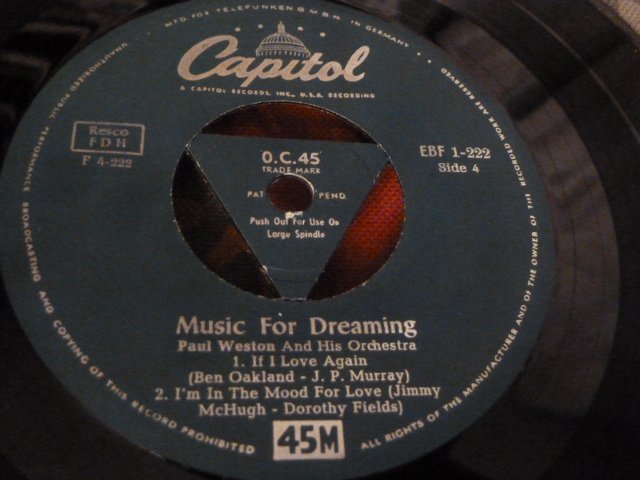 MFD FOR TELEFUNKEN G.M.B.H. IN GERMANY
Capitol
A CAPITOL RECORDS, INC., U.S.A. RECORDING
Resco
FDH
F 4-222
EBF 1-222
Side 4
O.C.45
TRADE MARK
PAT PEND.
Push Out For Use On
Large Spindle
Music For Dreaming
Paul Weston And His Orchestra
1. If I Love Again
(Ben Oakland - J. P. Murray)
2. I'm In The Mood For Love (Jimmy
McHugh - Dorothy Fields)
45M
UNAUTHORIZED PUBLIC PERFORMANCE BROADCASTING AND COPYING OF THIS RECORD PROHIBITED
ALL RIGHTS OF THE MANUFACTURER AND OF THE OWNER OF THE RECORDED WORK ARE RESERVED